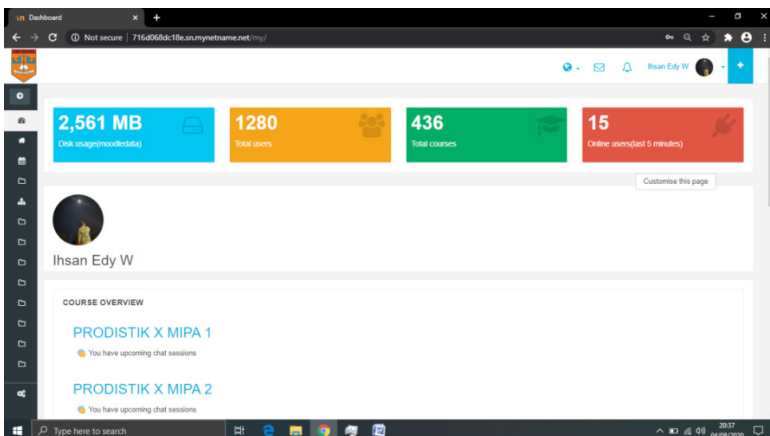 Dashboard
Not secure | 716d068dc18e.sn.mynetname.net/my/
Ihsan Edy W
2,561 MB
Disk usage(moodledata)
1280
Total users
436
Total courses
15
Online users(last 5 minutes)
Customise this page
Ihsan Edy W
COURSE OVERVIEW
PRODISTIK X MIPA 1
You have upcoming chat sessions
PRODISTIK X MIPA 2
You have upcoming chat sessions
Type here to search
20:37